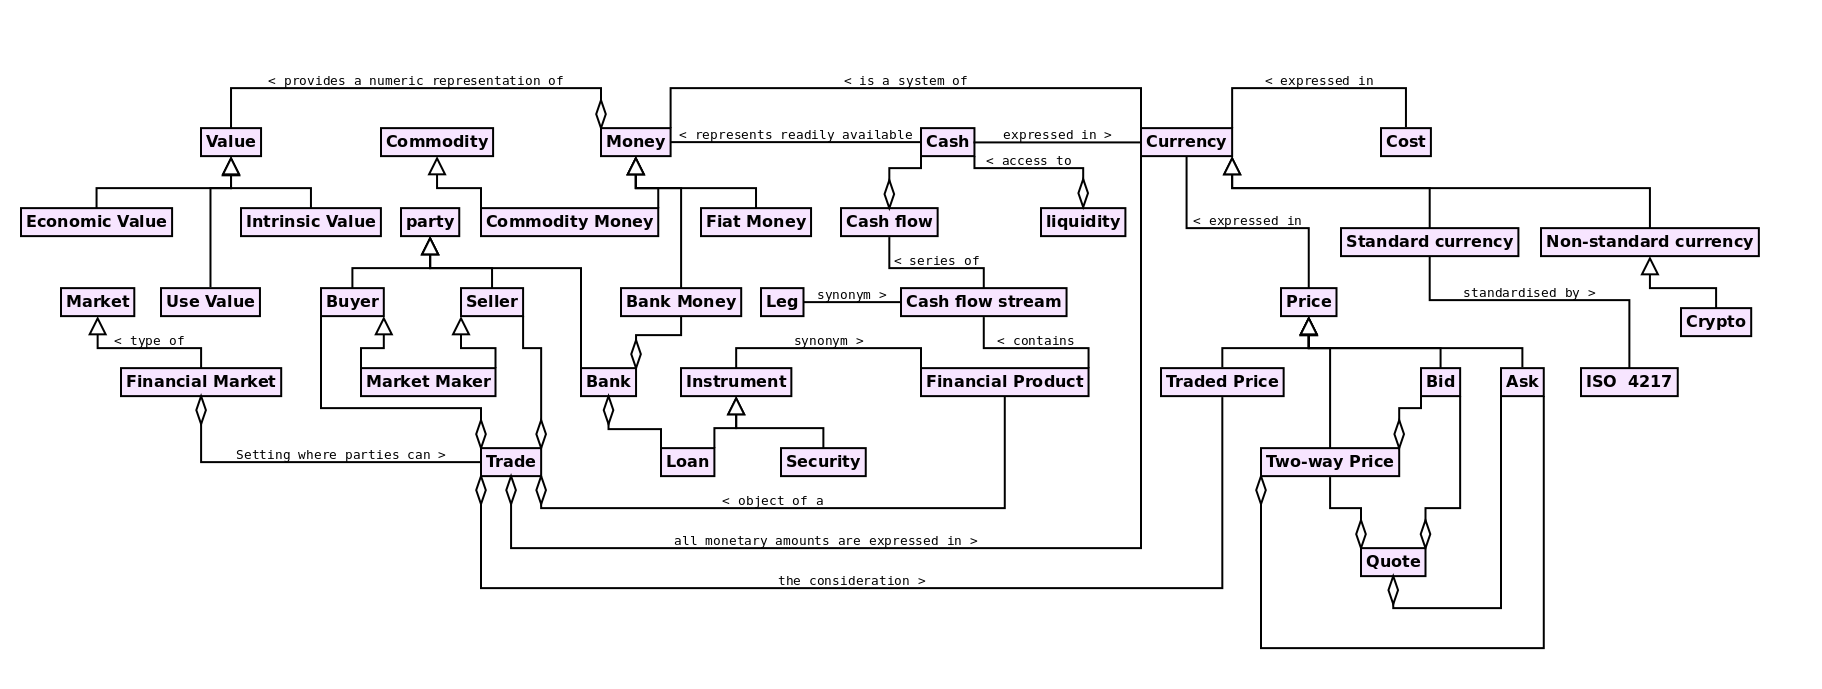 < provides a numeric representation of
< is a system of
< expressed in
Value
Commodity
Money
< represents readily available
Cash
expressed in >
Currency
Cost
< access to
Economic Value
Intrinsic Value
party
Commodity Money
Fiat Money
Cash flow
liquidity
< expressed in
Standard currency
Non-standard currency
< series of
Market
Use Value
Buyer
Seller
Bank Money
Leg
synonym >
Cash flow stream
Price
standardised by >
Crypto
< type of
synonym >
< contains
Financial Market
Market Maker
Bank
Instrument
Financial Product
Traded Price
Bid
Ask
ISO  4217
Setting where parties can >
Trade
Loan
Security
Two-way Price
< object of a
all monetary amounts are expressed in >
Quote
the consideration >